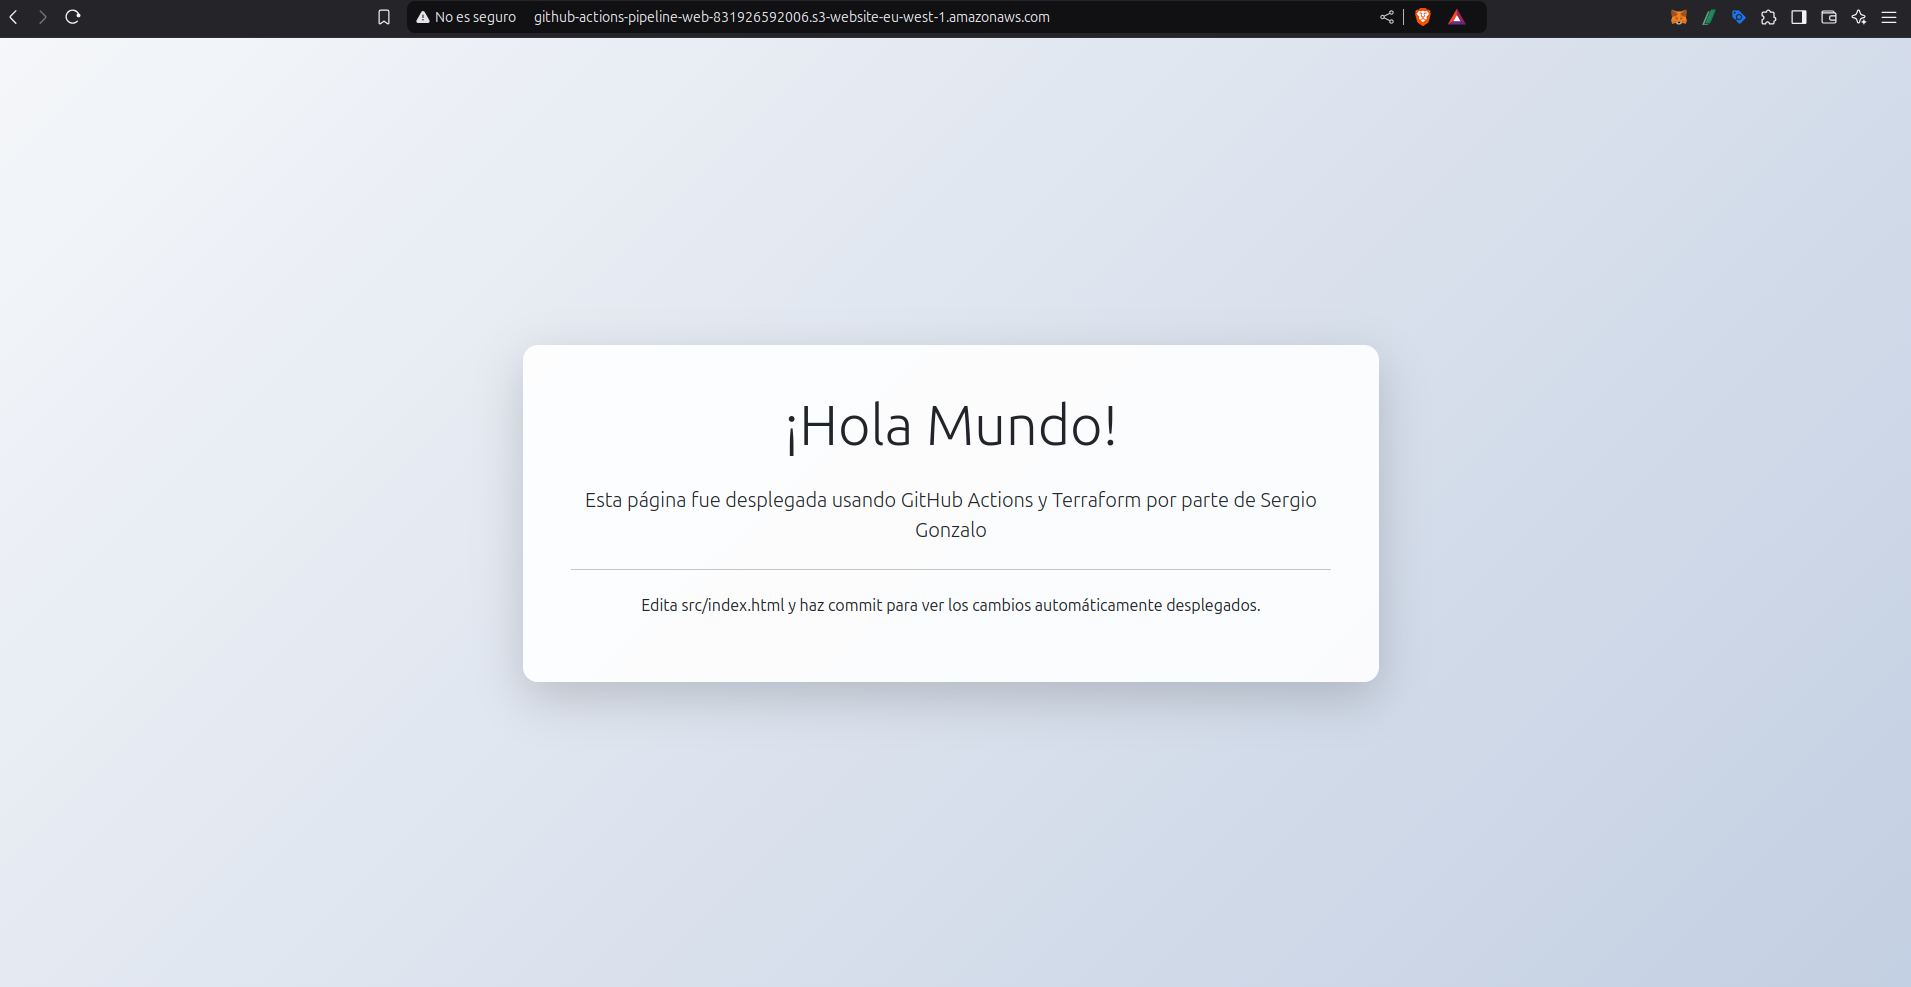 No es seguro github-actions-pipeline-web-831926592006.s3-website-eu-west-1.amazonaws.com
¡Hola Mundo!
Esta página fue desplegada usando GitHub Actions y Terraform por parte de Sergio
Gonzalo
Edita src/index.html y haz commit para ver los cambios automáticamente desplegados.